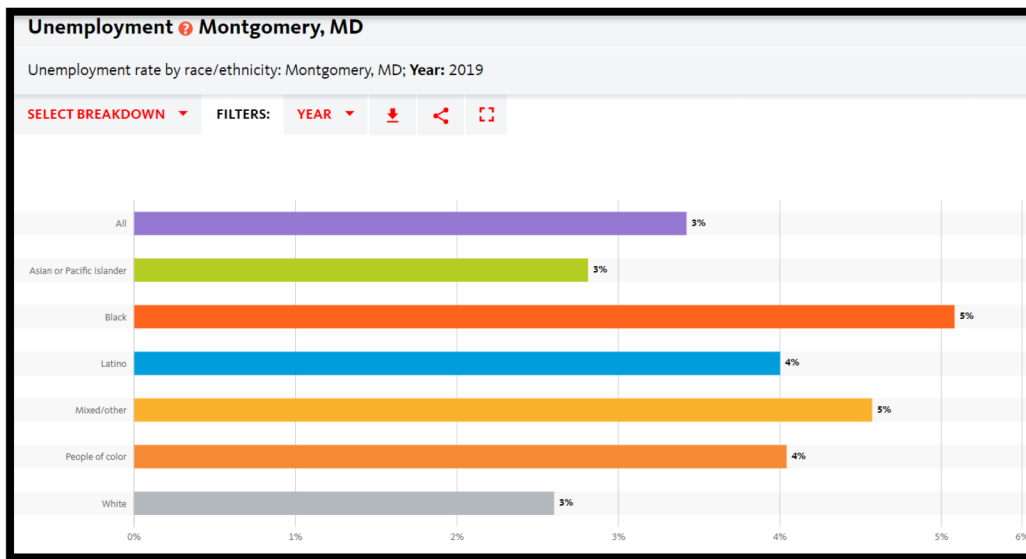 Unemployment ? Montgomery, MD
Unemployment rate by race/ethnicity: Montgomery, MD; Year: 2019
SELECT BREAKDOWN FILTERS: YEAR
All 3%
Asian or Pacific Islander 3%
Black 5%
Latino 4%
Mixed/other 5%
People of color 4%
White 3%
0% 1% 2% 3% 4% 5% 6%